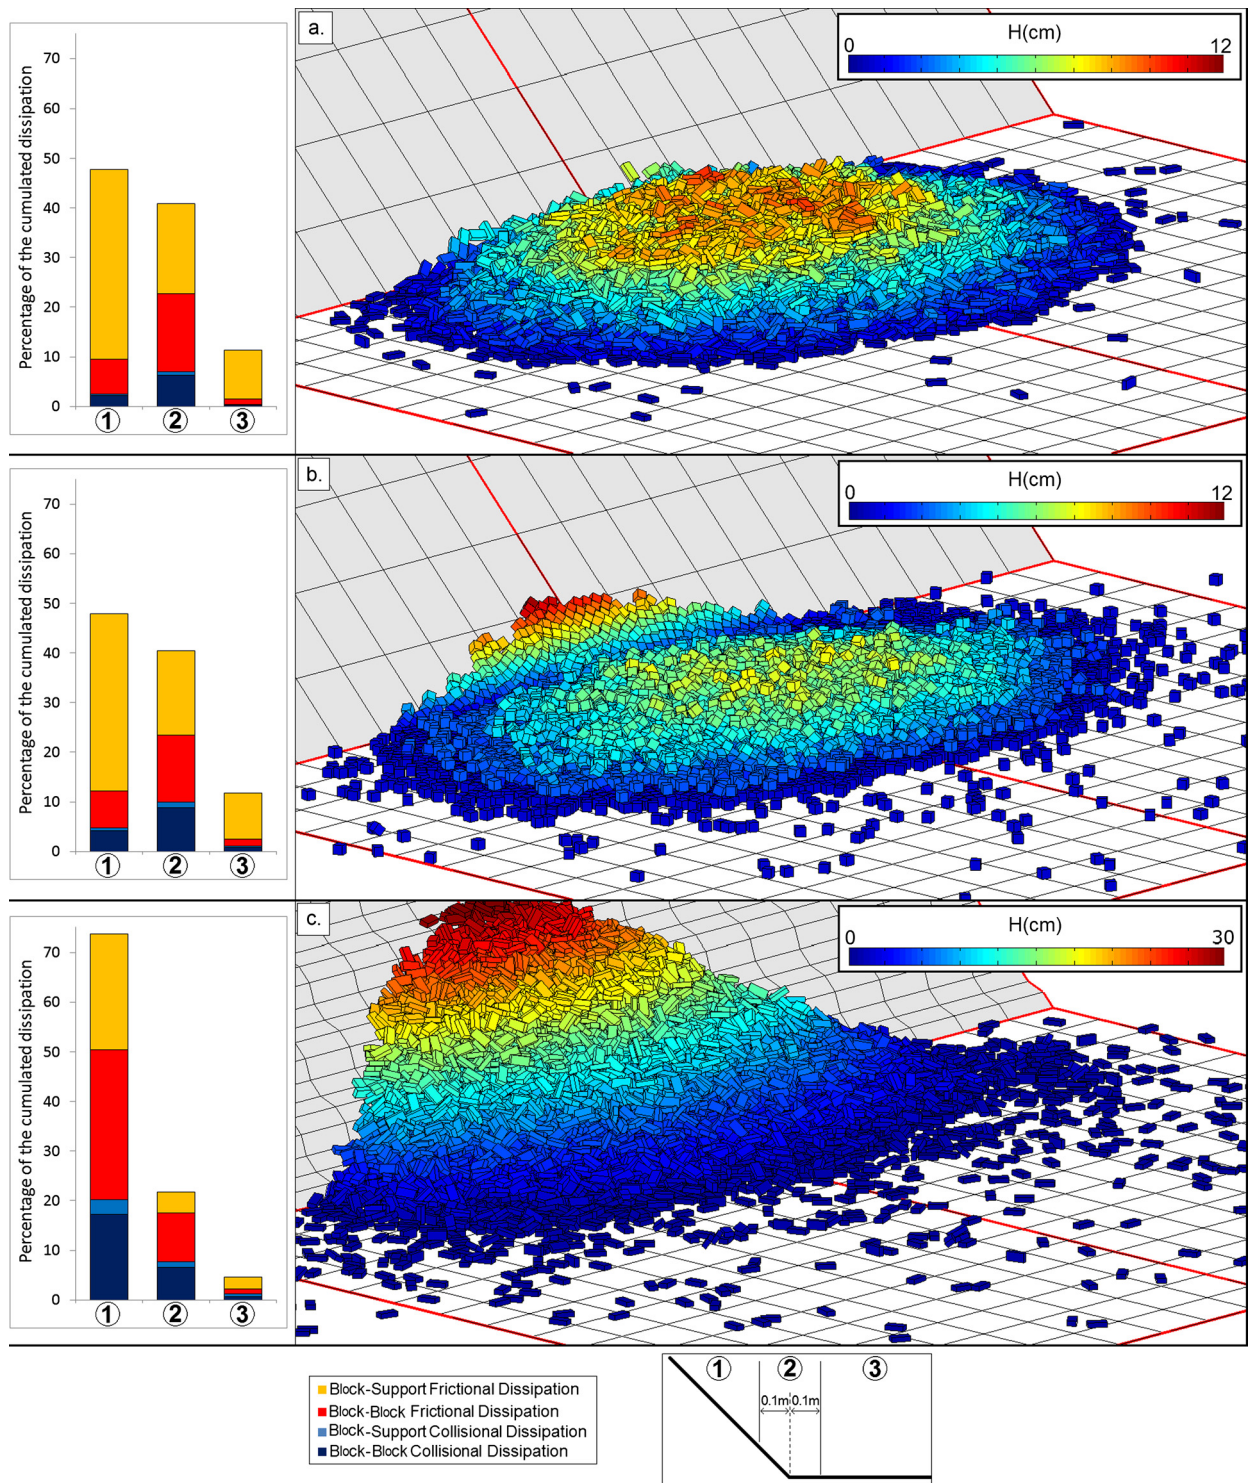 a.
H(cm)
0 12
Percentage of the cumulated dissipation
70
60
50
40
30
20
10
0
1 2 3
b.
H(cm)
0 12
Percentage of the cumulated dissipation
70
60
50
40
30
20
10
0
1 2 3
c.
H(cm)
0 30
Percentage of the cumulated dissipation
70
60
50
40
30
20
10
0
1 2 3
Block-Support Frictional Dissipation
Block-Block Frictional Dissipation
Block-Support Collisional Dissipation
Block-Block Collisional Dissipation
1 2 3
0.1m 0.1m